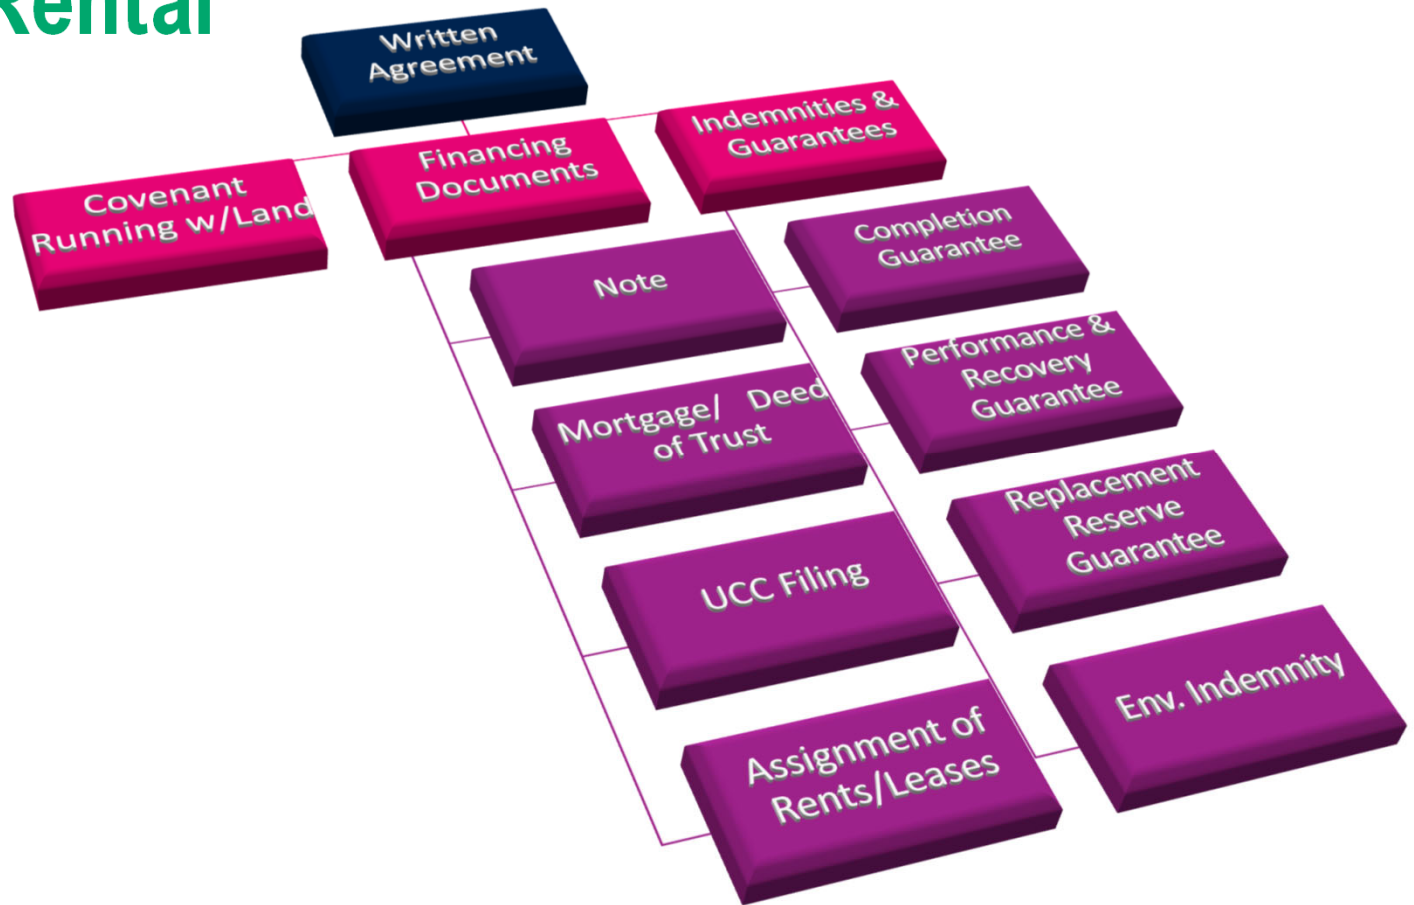 Rental
Written
Agreement
Covenant
Running w/Land
Financing
Documents
Indemnities &
Guarantees
Note
Mortgage/ Deed
of Trust
UCC Filing
Assignment of
Rents/Leases
Completion
Guarantee
Performance &
Recovery
Guarantee
Replacement
Reserve
Guarantee
Env. Indemnity